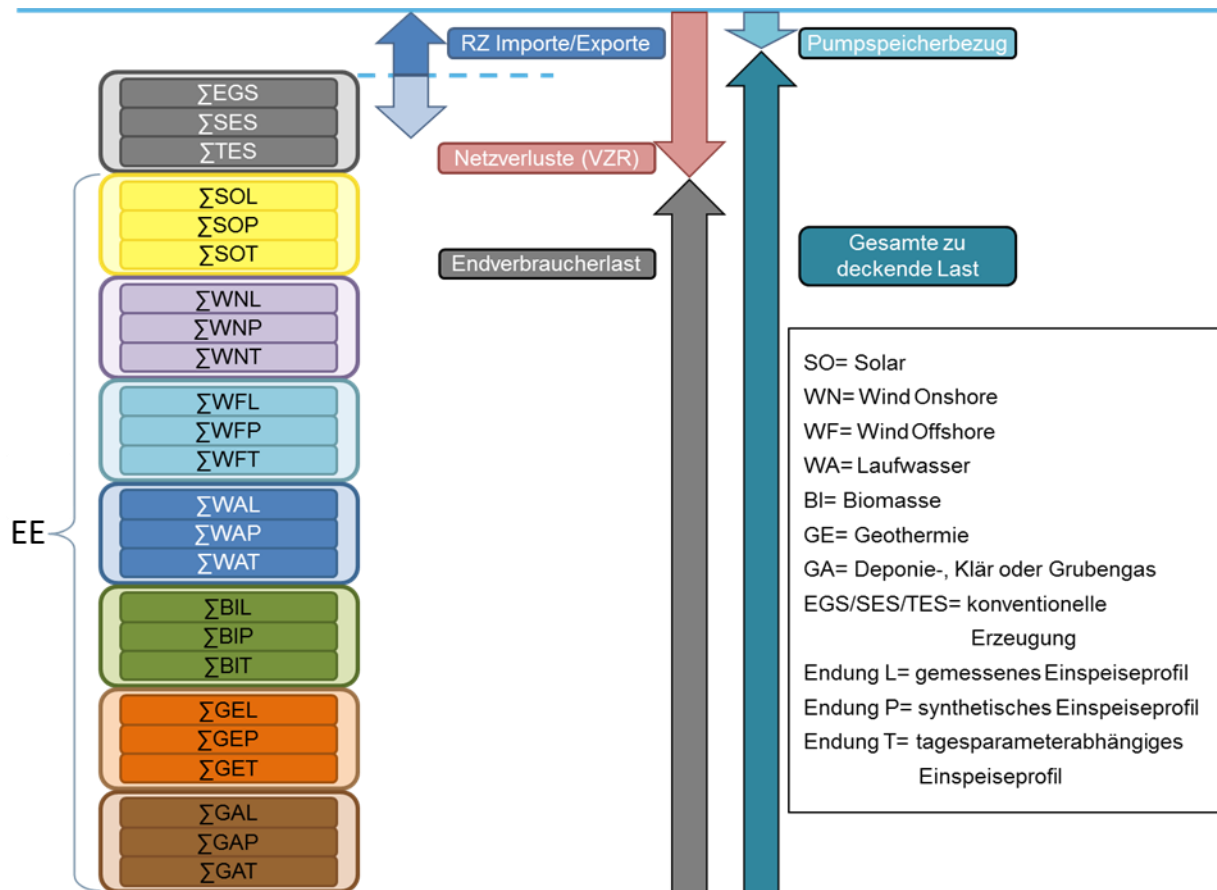 RZ Importe/Exporte
Pumpspeicherbezug
∑EGS
∑SES
∑TES
Netzverluste (VZR)
∑SOL
∑SOP
∑SOT
Endverbraucherlast
Gesamte zu
deckende Last
∑WNL
∑WNP
∑WNT
∑WFL
∑WFP
∑WFT
EE
∑WAL
∑WAP
∑WAT
∑BIL
∑BIP
∑BIT
∑GEL
∑GEP
∑GET
∑GAL
∑GAP
∑GAT
SO= Solar
WN= Wind Onshore
WF= Wind Offshore
WA= Laufwasser
BI= Biomasse
GE= Geothermie
GA= Deponie-, Klär oder Grubengas
EGS/SES/TES= konventionelle
Erzeugung
Endung L= gemessenes Einspeiseprofil
Endung P= synthetisches Einspeiseprofil
Endung T= tagesparameterabhängiges
Einspeiseprofil